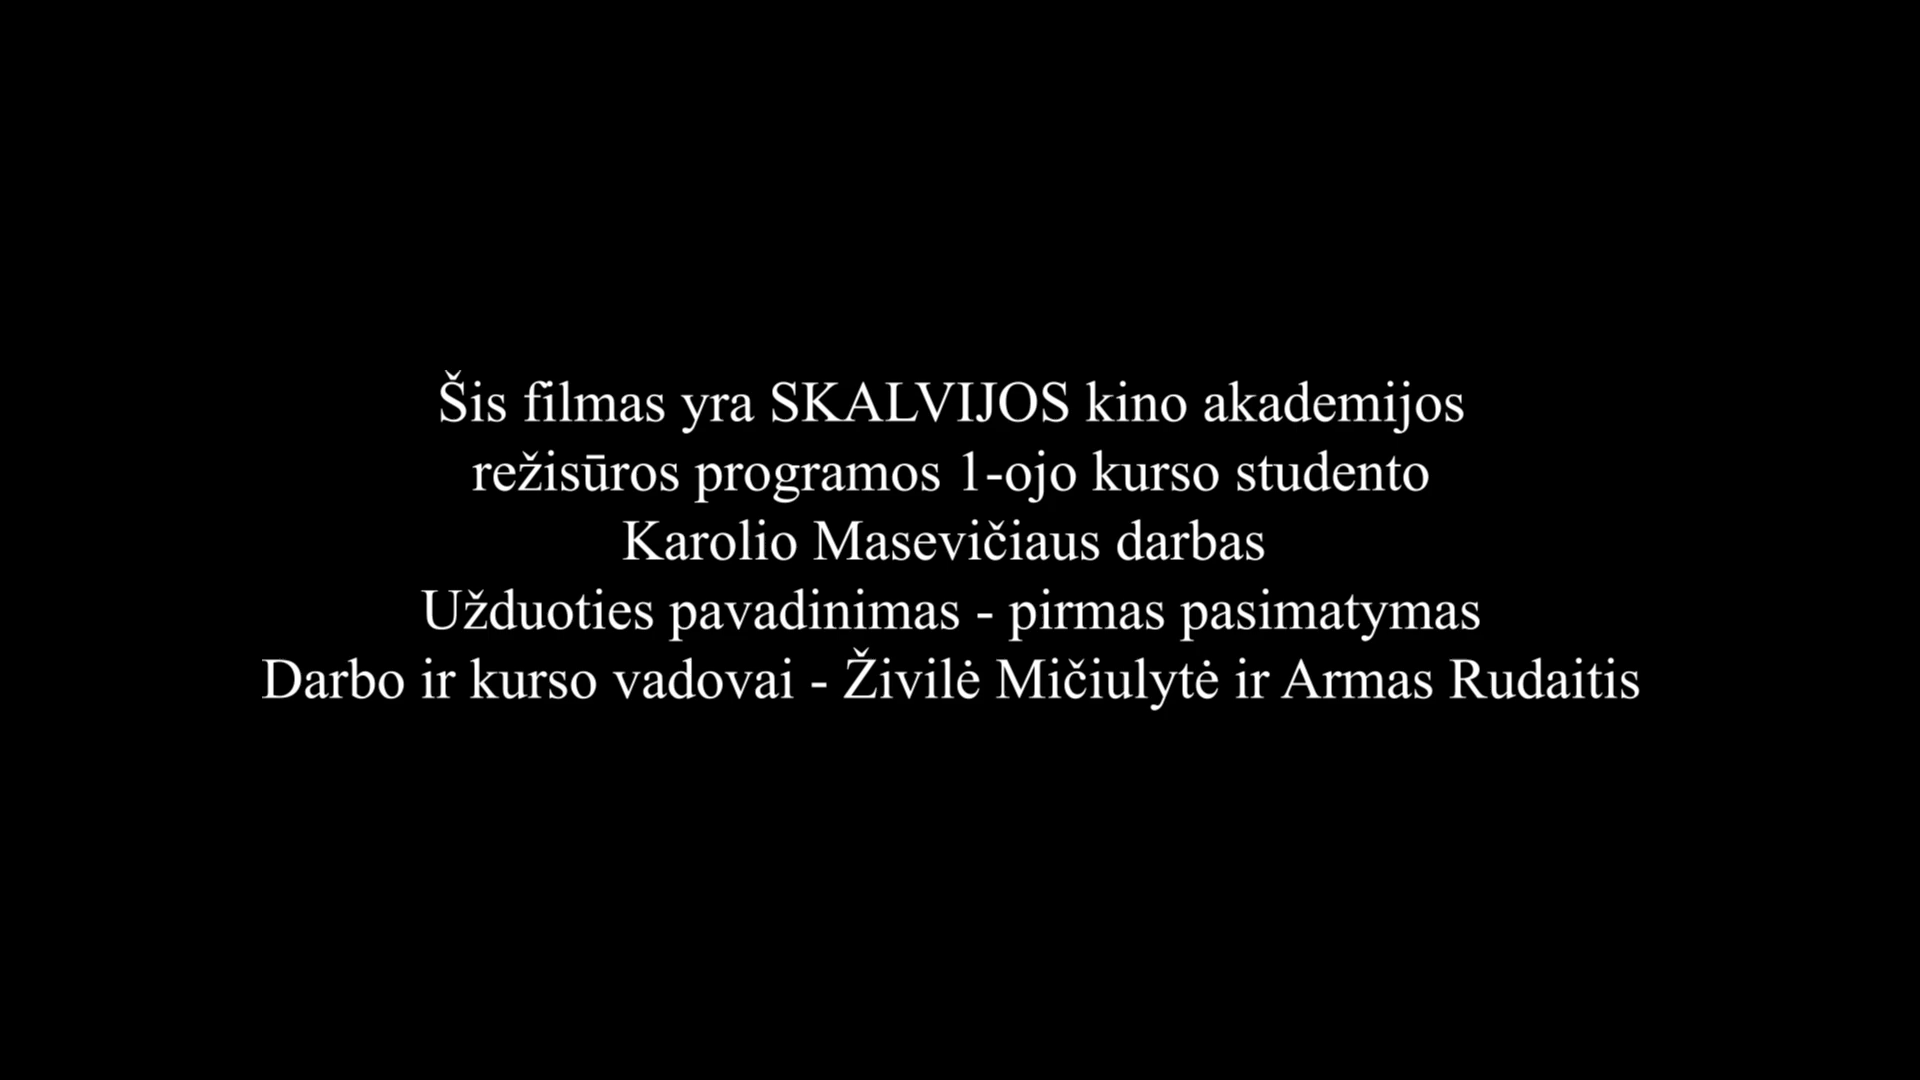 Šis filmas yra SKALVIJOS kino akademijos
režisūros programos 1-ojo kurso studento
Karolio Masevičiaus darbas
Užduoties pavadinimas - pirmas pasimatymas
Darbo ir kurso vadovai - Živilė Mičiulytė ir Armas Rudaitis